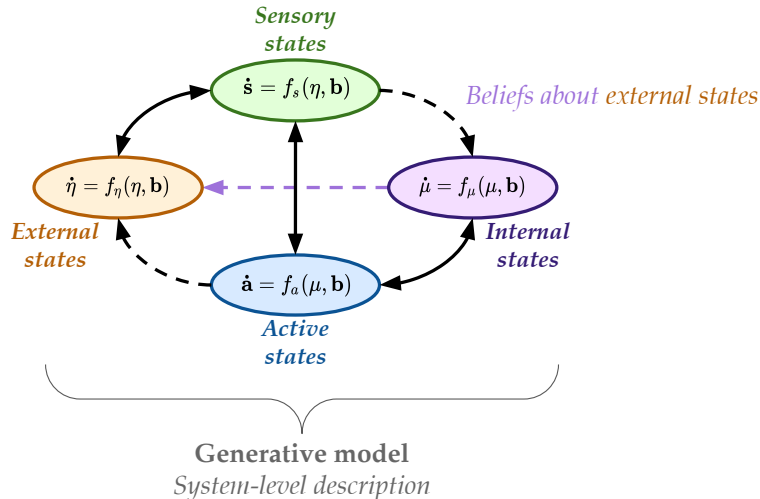 Sensory
states
ṡ = f_s(η, b)
Beliefs about external states
η̇ = f_η(η, b)
μ̇ = f_μ(μ, b)
External
states
Internal
states
ȧ = f_a(μ, b)
Active
states
Generative model
System-level description